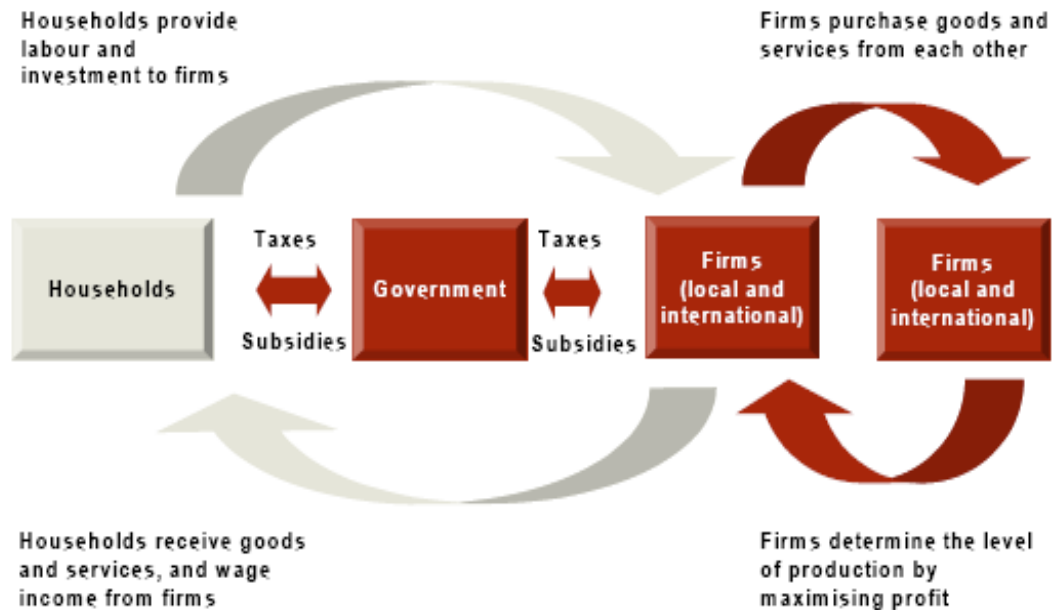 Households provide
labour and
investment to firms
Firms purchase goods and
services from each other
Households
Taxes
Subsidies
Government
Taxes
Subsidies
Firms
(local and
international)
Firms
(local and
international)
Households receive goods
and services, and wage
income from firms
Firms determine the level
of production by
maximising profit